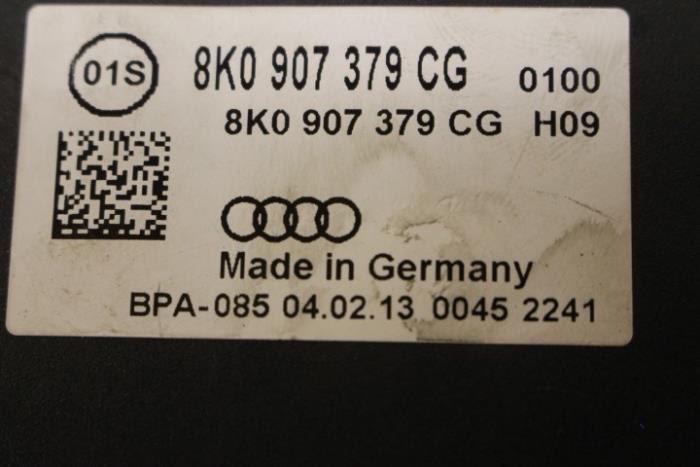 01S 8K0 907 379 CG 0100
8K0 907 379 CG H09
Made in Germany
BPA-085 04.02.13 0045 2241